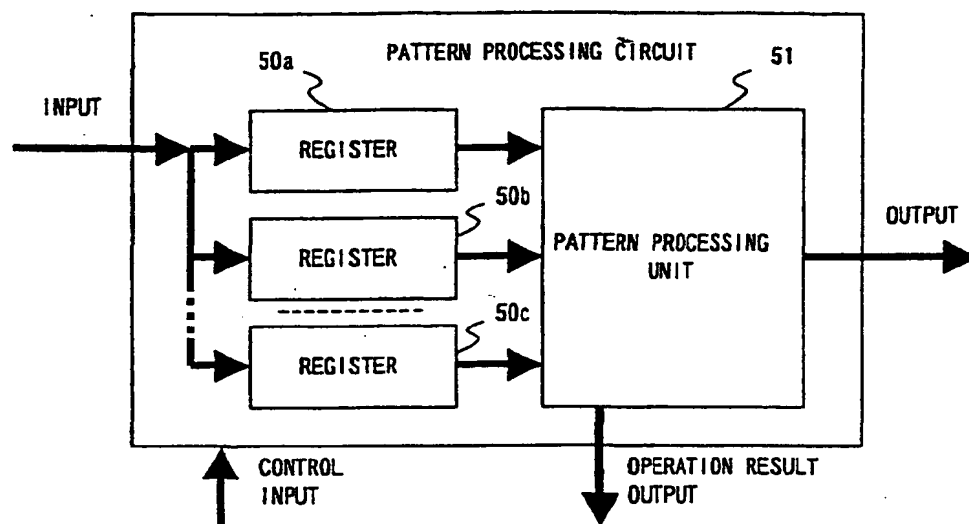 PATTERN PROCESSING CIRCUIT
50a
51
INPUT
REGISTER
50b
REGISTER
OUTPUT
PATTERN PROCESSING
UNIT
50c
REGISTER
CONTROL
INPUT
OPERATION RESULT
OUTPUT